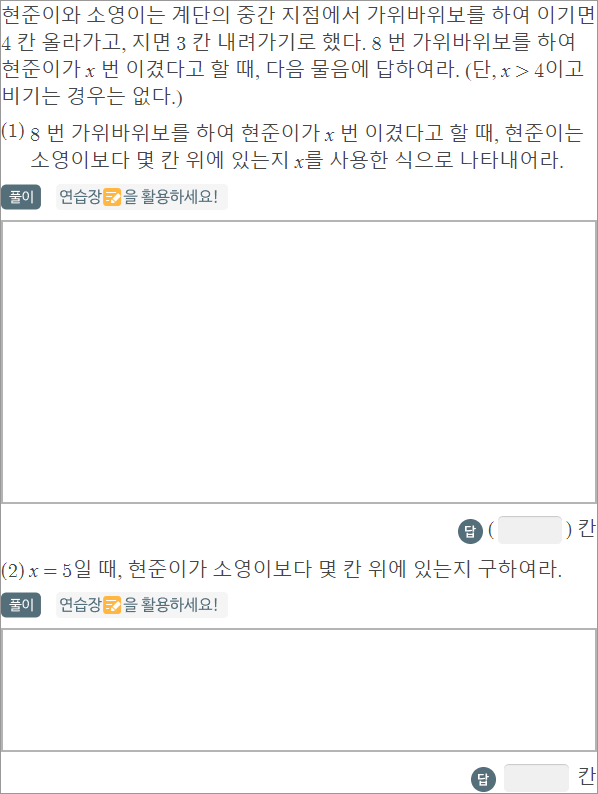 현준이와 소영이는 계단의 중간 지점에서 가위바위보를 하여 이기면
4 칸 올라가고, 지면 3 칸 내려가기로 했다. 8 번 가위바위보를 하여
현준이가 x 번 이겼다고 할 때, 다음 물음에 답하여라. (단, x > 4이고
비기는 경우는 없다.)
(1) 8 번 가위바위보를 하여 현준이가 x 번 이겼다고 할 때, 현준이는
소영이보다 몇 칸 위에 있는지 x를 사용한 식으로 나타내어라.
풀이 연습장을 활용하세요!
답 ( ) 칸
(2) x = 5일 때, 현준이가 소영이보다 몇 칸 위에 있는지 구하여라.
풀이 연습장을 활용하세요!
답 칸